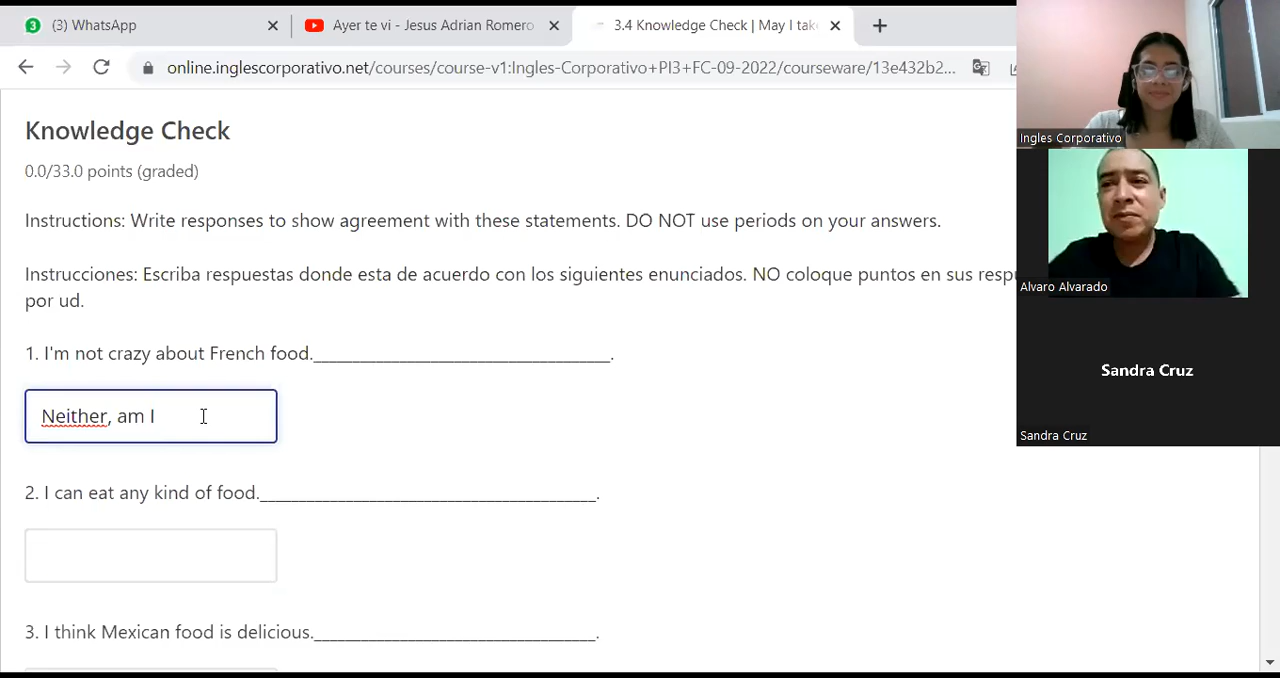 (3) WhatsApp
Ayer te vi - Jesus Adrian Romero
3.4 Knowledge Check | May I tak
online.inglescorporativo.net/courses/course-v1:Ingles-Corporativo+PI3+FC-09-2022/courseware/13e432b2...
Knowledge Check
0.0/33.0 points (graded)
Instructions: Write responses to show agreement with these statements. DO NOT use periods on your answers.
Instrucciones: Escriba respuestas donde esta de acuerdo con los siguientes enunciados. NO coloque puntos en sus resp
por ud.
1. I'm not crazy about French food.______________________________.
Neither, am I
2. I can eat any kind of food.__________________________________.
3. I think Mexican food is delicious.____________________________.
Ingles Corporativo
Alvaro Alvarado
Sandra Cruz
Sandra Cruz